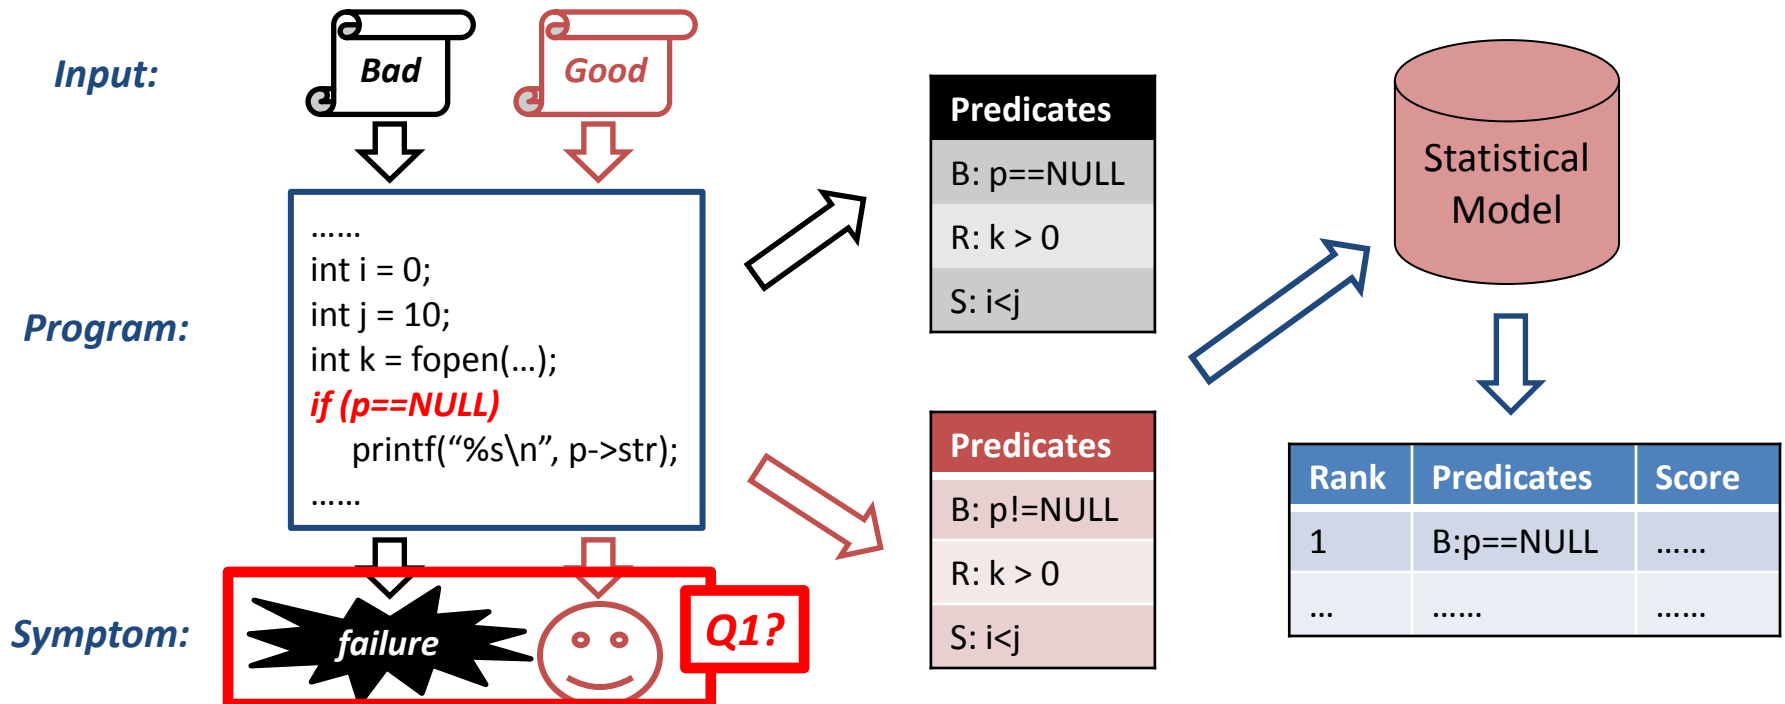 Input:
Bad
Good
Program:
……
int i = 0;
int j = 10;
int k = fopen(…);
if (p==NULL)
printf(“%s\n”, p->str);
……
Symptom:
failure
Q1?
Predicates
B: p==NULL
R: k > 0
S: i<j
Predicates
B: p!=NULL
R: k > 0
S: i<j
Statistical
Model
Rank Predicates Score
1 B:p==NULL ……
… …… ……